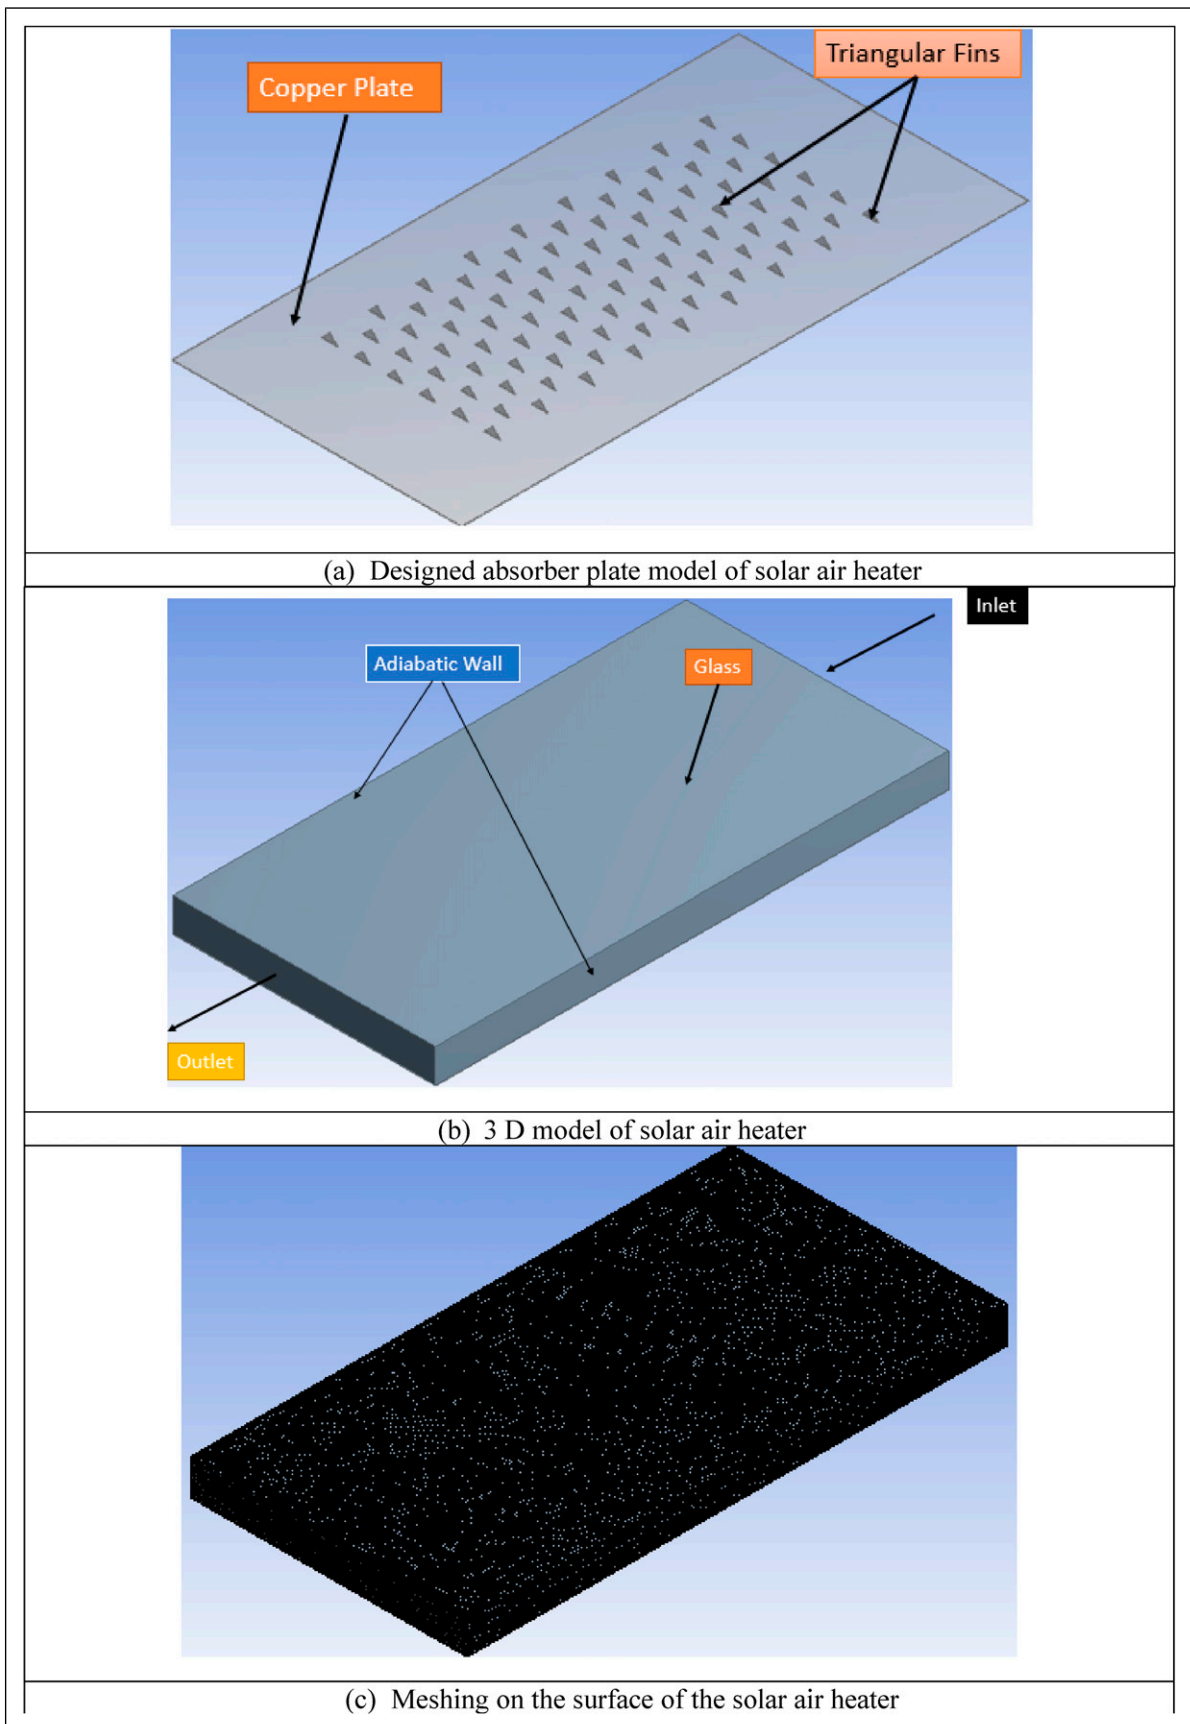 Copper Plate
Triangular Fins
(a) Designed absorber plate model of solar air heater
Inlet
Adiabatic Wall
Glass
Outlet
(b) 3 D model of solar air heater
(c) Meshing on the surface of the solar air heater